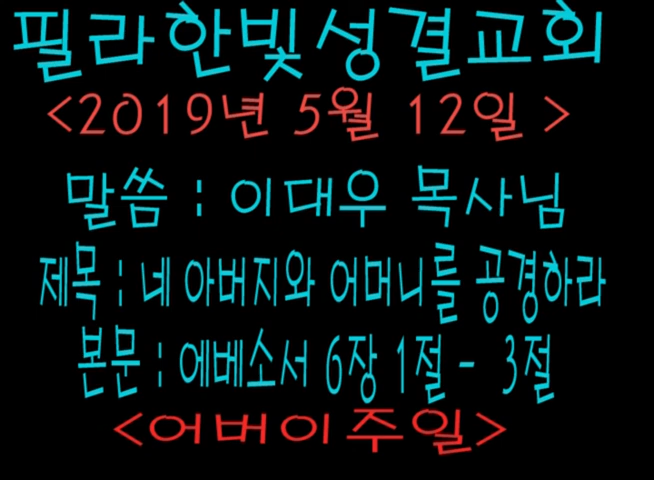 필라한빛성결교회
<2019년 5월 12일 >
말씀 : 이대우 목사님
제목 : 네 아버지와 어머니를 공경하라
본문 : 에베소서 6장 1절 - 3절
<어버이주일>